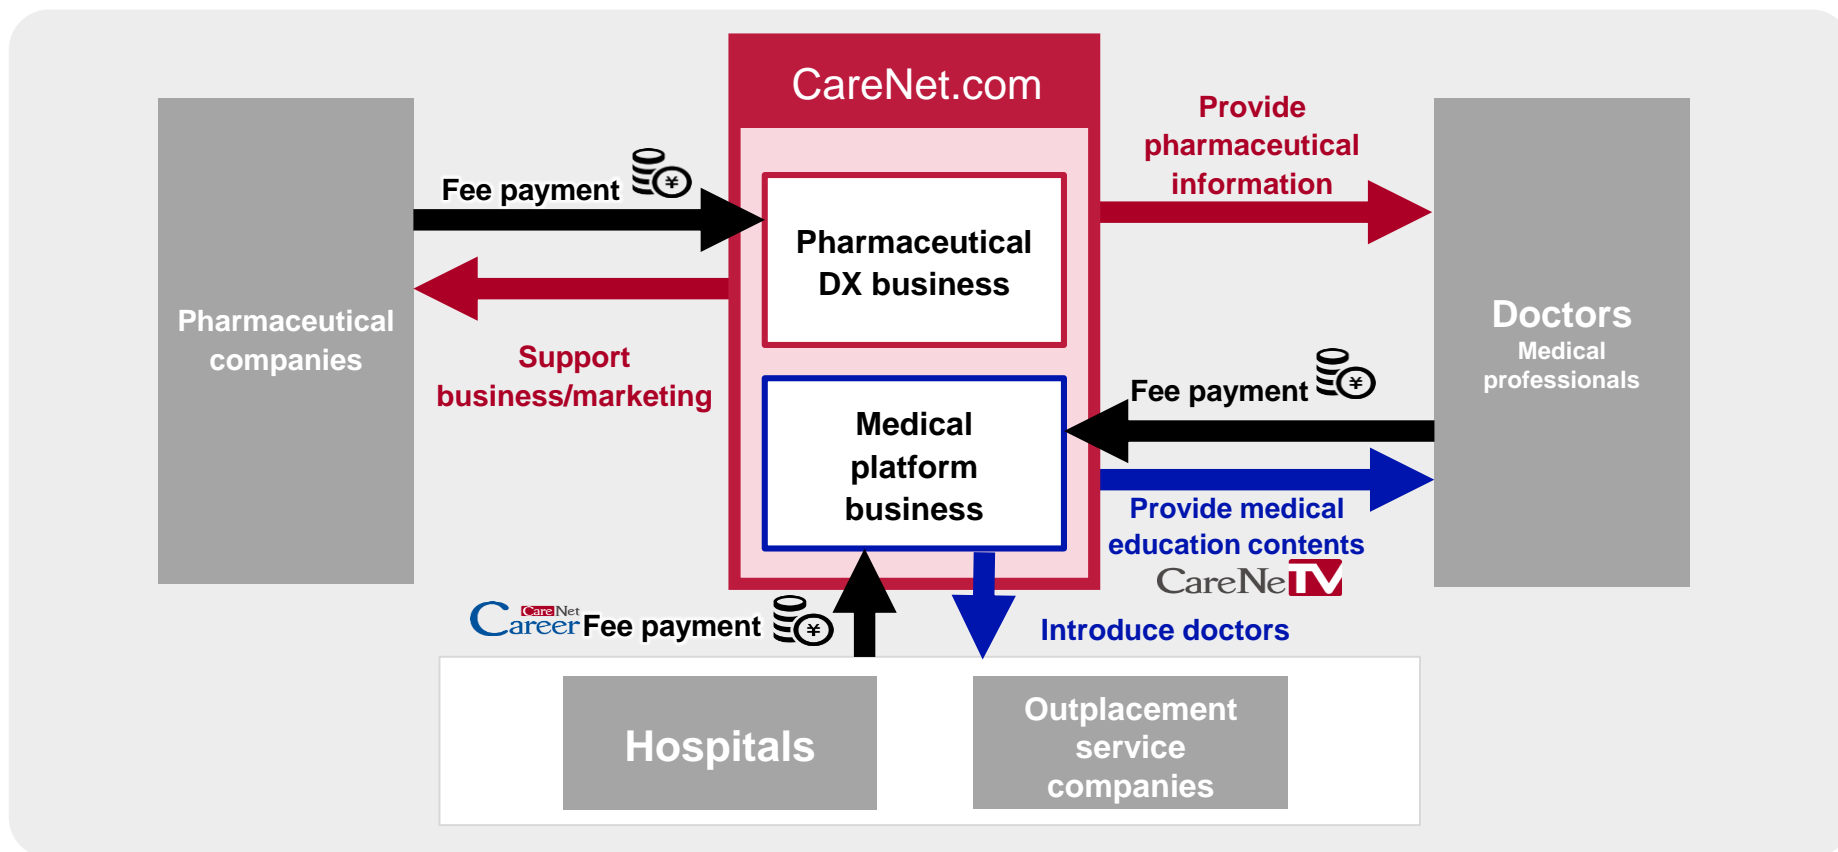 CareNet.com
Provide
pharmaceutical
information
Fee payment
¥
Pharmaceutical
DX business
Pharmaceutical
companies
Support
business/marketing
Doctors
Medical
professionals
Fee payment
¥
Medical
platform
business
Provide medical
education contents
CareNeTV
CareNet
Career
Fee payment
¥
Introduce doctors
Hospitals
Outplacement
service
companies